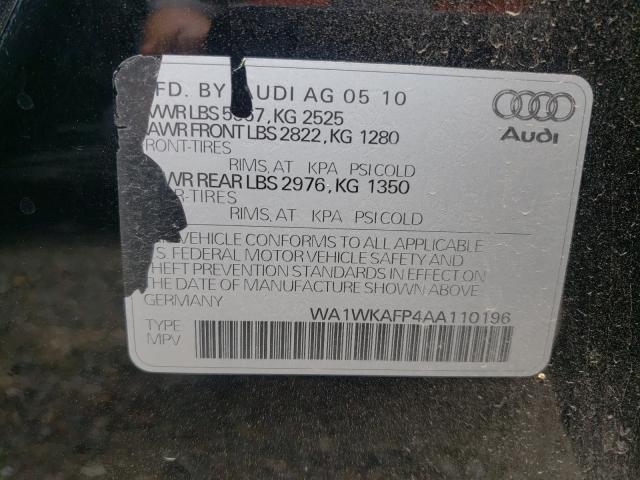 FD. BY AUDI AG 05 10
VWR LBS 5567, KG 2525
AWR FRONT LBS 2822, KG 1280
RONT-TIRES
RIMS, AT KPA PSI COLD
WR REAR LBS 2976, KG 1350
R-TIRES
RIMS, AT KPA PSI COLD
VEHICLE CONFORMS TO ALL APPLICABLE
.S. FEDERAL MOTOR VEHICLE SAFETY AND
THEFT PREVENTION STANDARDS IN EFFECT ON
THE DATE OF MANUFACTURE SHOWN ABOVE
GERMANY
WA1WKAFP4AA110196
TYPE
MPV
Audi